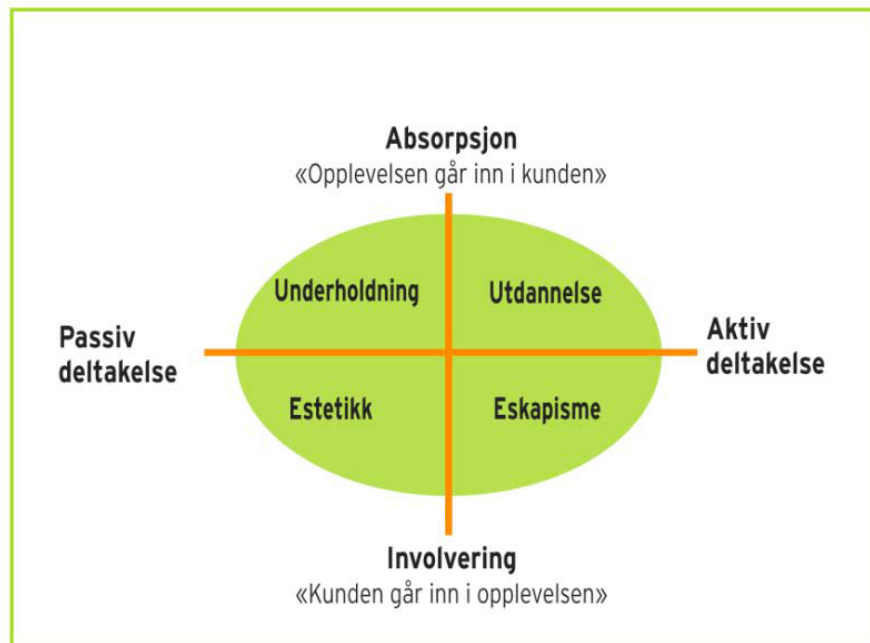 Absorpsjon
«Opplevelsen går inn i kunden»
Underholdning
Utdannelse
Passiv
deltakelse
Aktiv
deltakelse
Estetikk
Eskapisme
Involvering
«Kunden går inn i opplevelsen»